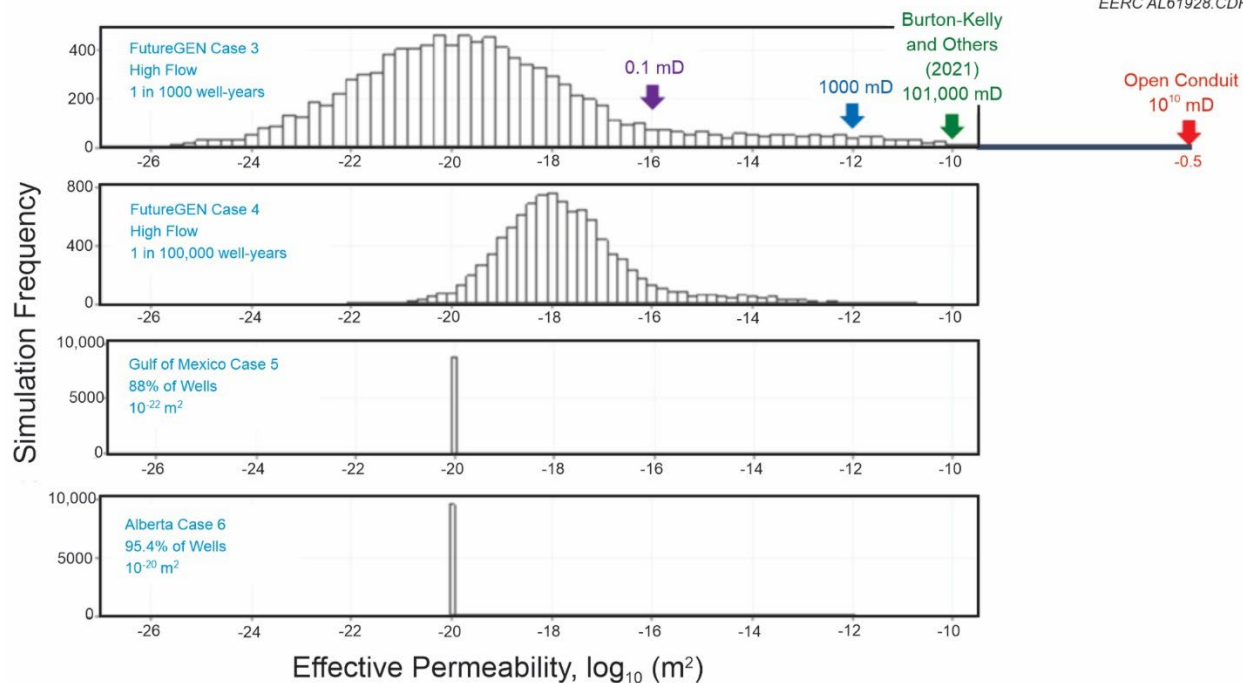 EERC AL61928.CDR
Simulation Frequency
FutureGEN Case 3
High Flow
1 in 1000 well-years
400
200
0
0.1 mD
1000 mD
Burton-Kelly
and Others
(2021)
101,000 mD
Open Conduit
10¹⁰ mD
-26 -24 -22 -20 -18 -16 -14 -12 -10 -0.5
FutureGEN Case 4
High Flow
1 in 100,000 well-years
800
400
0
-26 -24 -22 -20 -18 -16 -14 -12 -10
Gulf of Mexico Case 5
88% of Wells
10⁻²² m²
10,000
5000
0
-26 -24 -22 -20 -18 -16 -14 -12 -10
Alberta Case 6
95.4% of Wells
10⁻²⁰ m²
10,000
5000
0
-26 -24 -22 -20 -18 -16 -14 -12 -10
Effective Permeability, log₁₀ (m²)